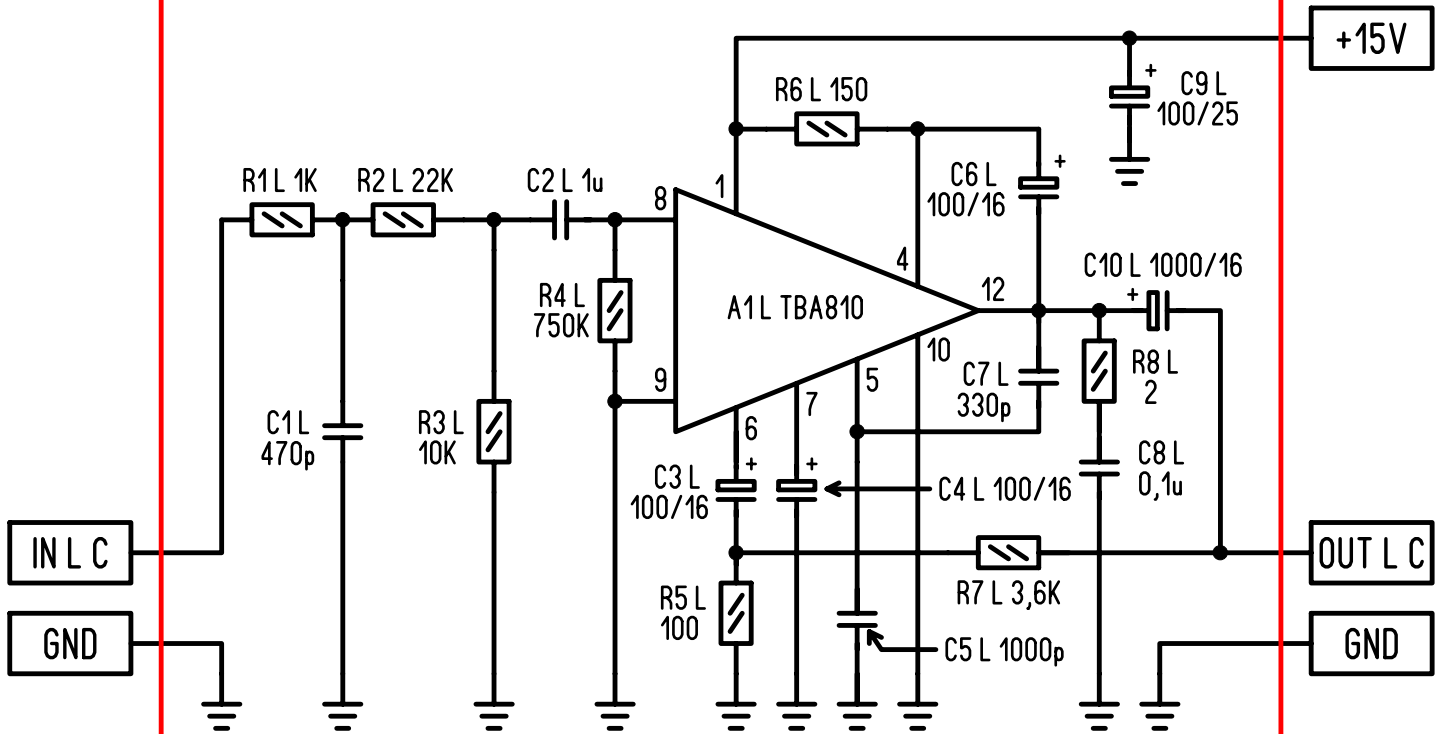 +15V
R6 L 150
C9 L
100/25
R1 L 1K
R2 L 22K
C2 L 1u
8
1
C6 L
100/16
+
+
4
12
C10 L 1000/16
+
R4 L
750K
A1 L TBA810
9
10
5
7
6
C7 L
330p
R8 L
2
C1 L
470p
R3 L
10K
C3 L
100/16
+
+
C4 L 100/16
C8 L
0,1u
IN L C
OUT L C
R7 L 3,6K
R5 L
100
GND
C5 L 1000p
GND